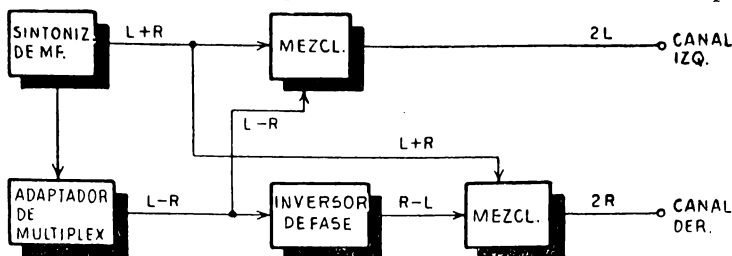 SINTONIZ.
DE MF.
L+R
MEZCL.
2L
CANAL
IZQ.
L-R
L+R
ADAPTADOR
DE
MULTIPLEX
L-R
INVERSOR
DE FASE
R-L
MEZCL.
2R
CANAL
DER.